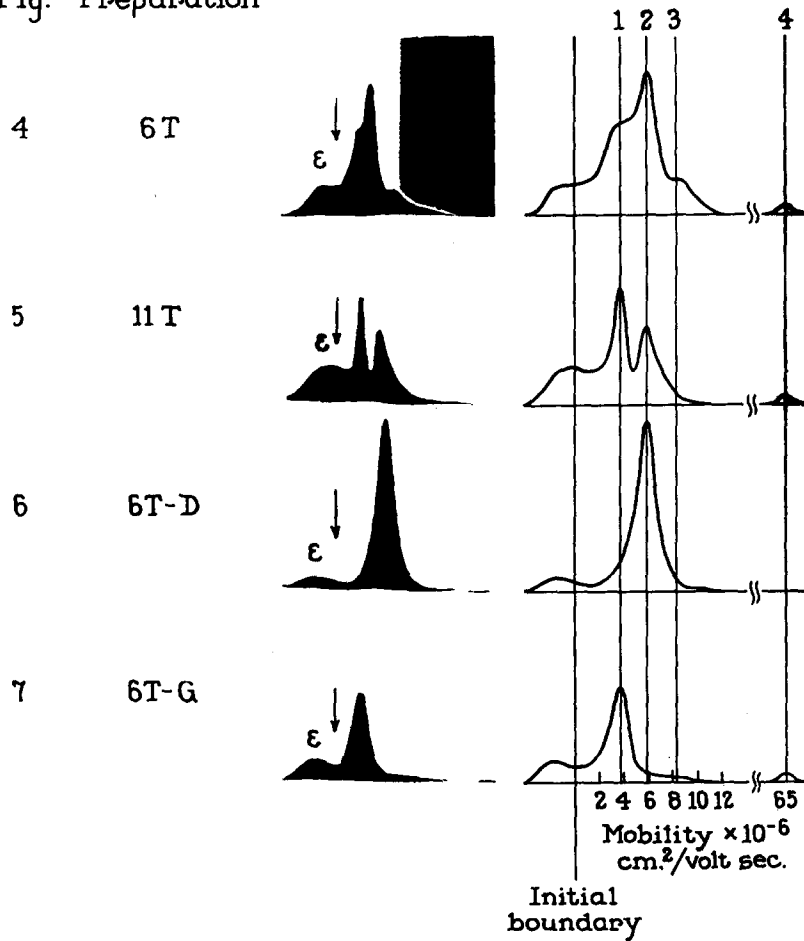 Fig. Preparation
1 2 3 4
4 6T ε
5 11T ε
6 6T-D ε
7 6T-G ε
2 4 6 8 10 12 65
Mobility ×10⁻⁶
cm.²/volt sec.
Initial
boundary